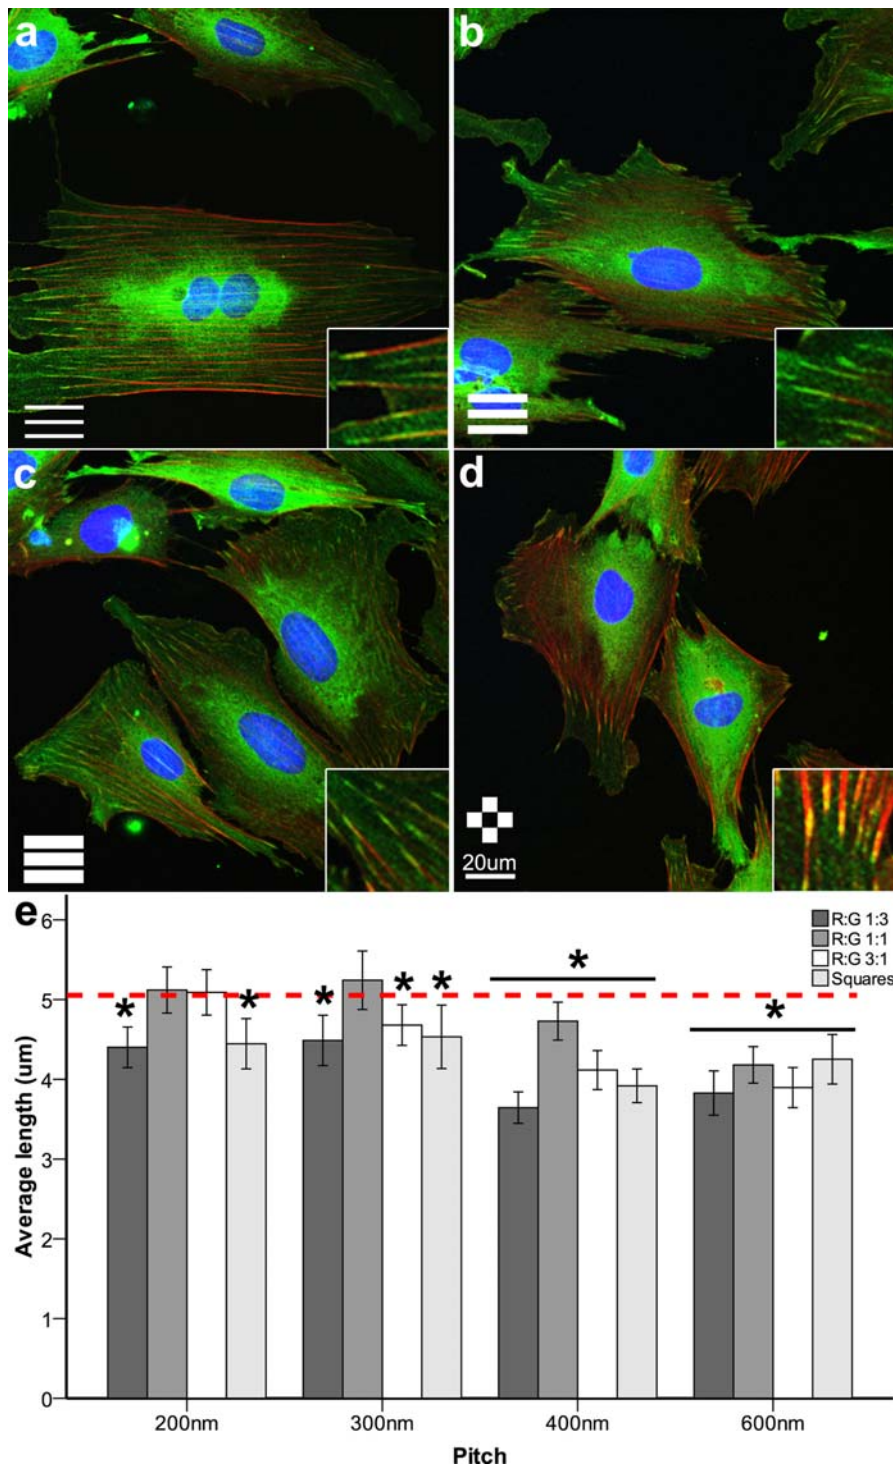 a
b
c
d
20um
e
6
5
4
3
2
1
0
Average length (um)
R:G 1:3
R:G 1:1
R:G 3:1
Squares
*
*
*
*
*
*
*
200nm
300nm
400nm
600nm
Pitch